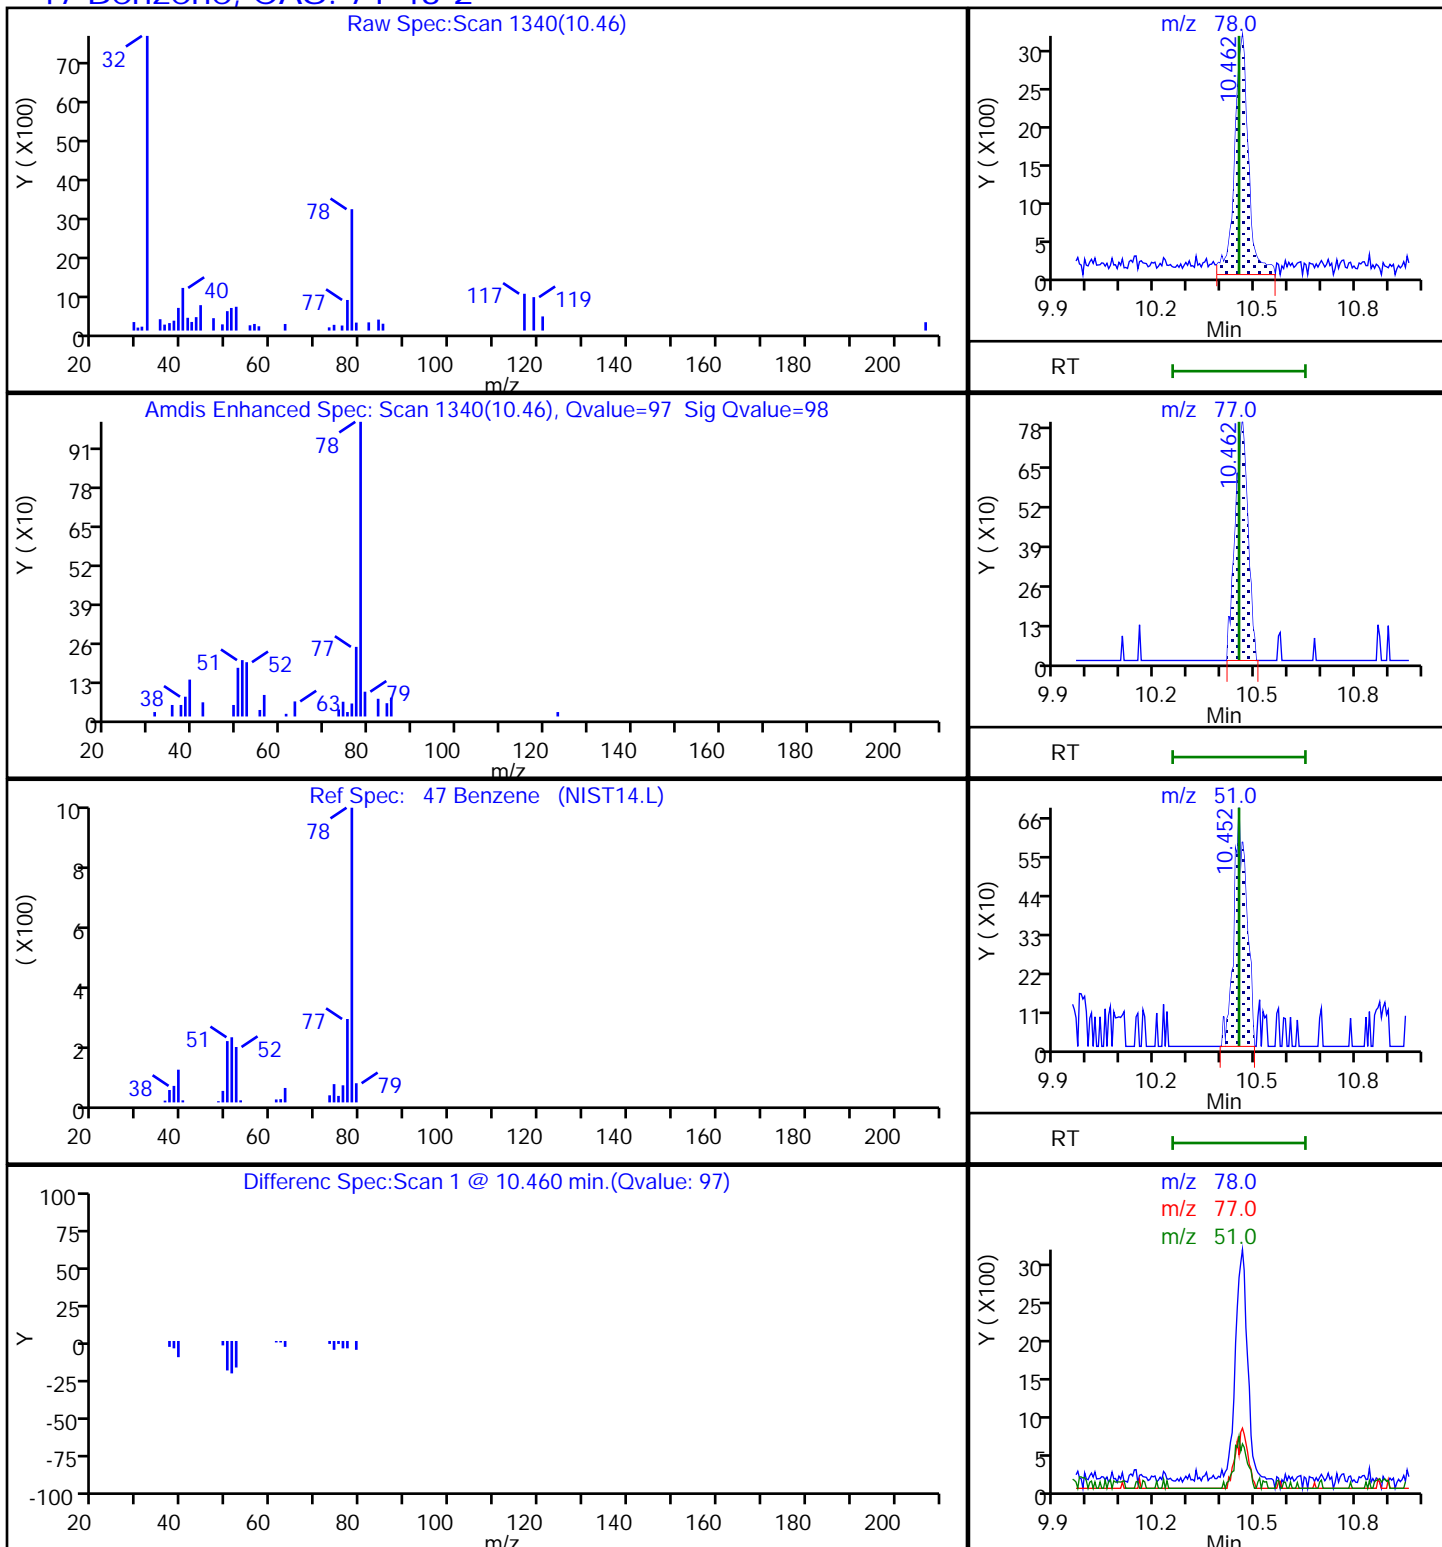 Raw Spec:Scan 1340(10.46)
Y ( X100)
70
60
50
40
30
20
10
0
32
40
77
78
117
119
20 40 60 80 100 120 140 160 180 200
m/z
m/z 78.0
10.462
Y ( X100)
30
25
20
15
10
5
0
9.9 10.2 10.5 10.8
Min
RT
Amdis Enhanced Spec: Scan 1340(10.46), Qvalue=97 Sig Qvalue=98
Y ( X10)
91
78
65
52
39
26
13
0
38
51
52
63
77
78
79
20 40 60 80 100 120 140 160 180 200
m/z
m/z 77.0
10.462
Y ( X10)
78
65
52
39
26
13
0
9.9 10.2 10.5 10.8
Min
RT
Ref Spec: 47 Benzene (NIST14.L)
( X100)
10
8
6
4
2
0
38
51
52
77
78
79
20 40 60 80 100 120 140 160 180 200
m/z 51.0
10.452
Y ( X10)
66
55
44
33
22
11
0
9.9 10.2 10.5 10.8
Min
RT
Differenc Spec:Scan 1 @ 10.460 min.(Qvalue: 97)
Y
100
75
50
25
0
-25
-50
-75
-100
20 40 60 80 100 120 140 160 180 200
m/z
m/z 78.0
m/z 77.0
m/z 51.0
Y ( X100)
30
25
20
15
10
5
0
9.9 10.2 10.5 10.8
Min